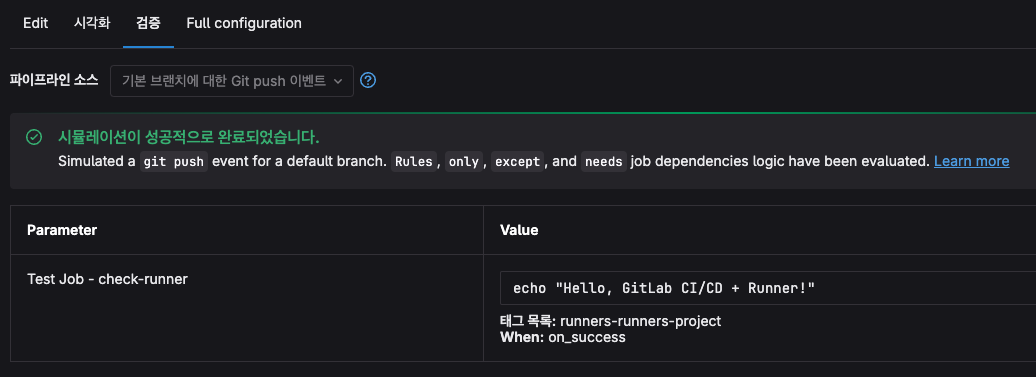 Edit 시각화 검증 Full configuration
파이프라인 소스 기본 브랜치에 대한 Git push 이벤트
시뮬레이션이 성공적으로 완료되었습니다.
Simulated a git push event for a default branch. Rules, only, except, and needs job dependencies logic have been evaluated. Learn more
Parameter Value
Test Job - check-runner
echo "Hello, GitLab CI/CD + Runner!"
태그 목록: runners-runners-project
When: on_success